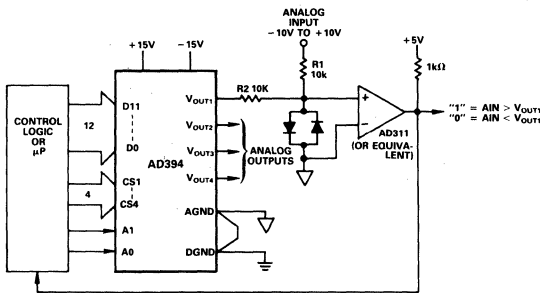 ANALOG
INPUT
–10V TO +10V
+15V
–15V
+5V
R1
10k
1kΩ
R2 10K
CONTROL
LOGIC
OR
μP
12
4
D11
D0
CS1
CS4
A1
A0
AD394
VOUT1
VOUT2
VOUT3
VOUT4
ANALOG
OUTPUTS
AGND
DGND
+
–
AD311
(OR EQUIVA-
LENT)
"1" = AIN > VOUT1
"0" = AIN < VOUT1